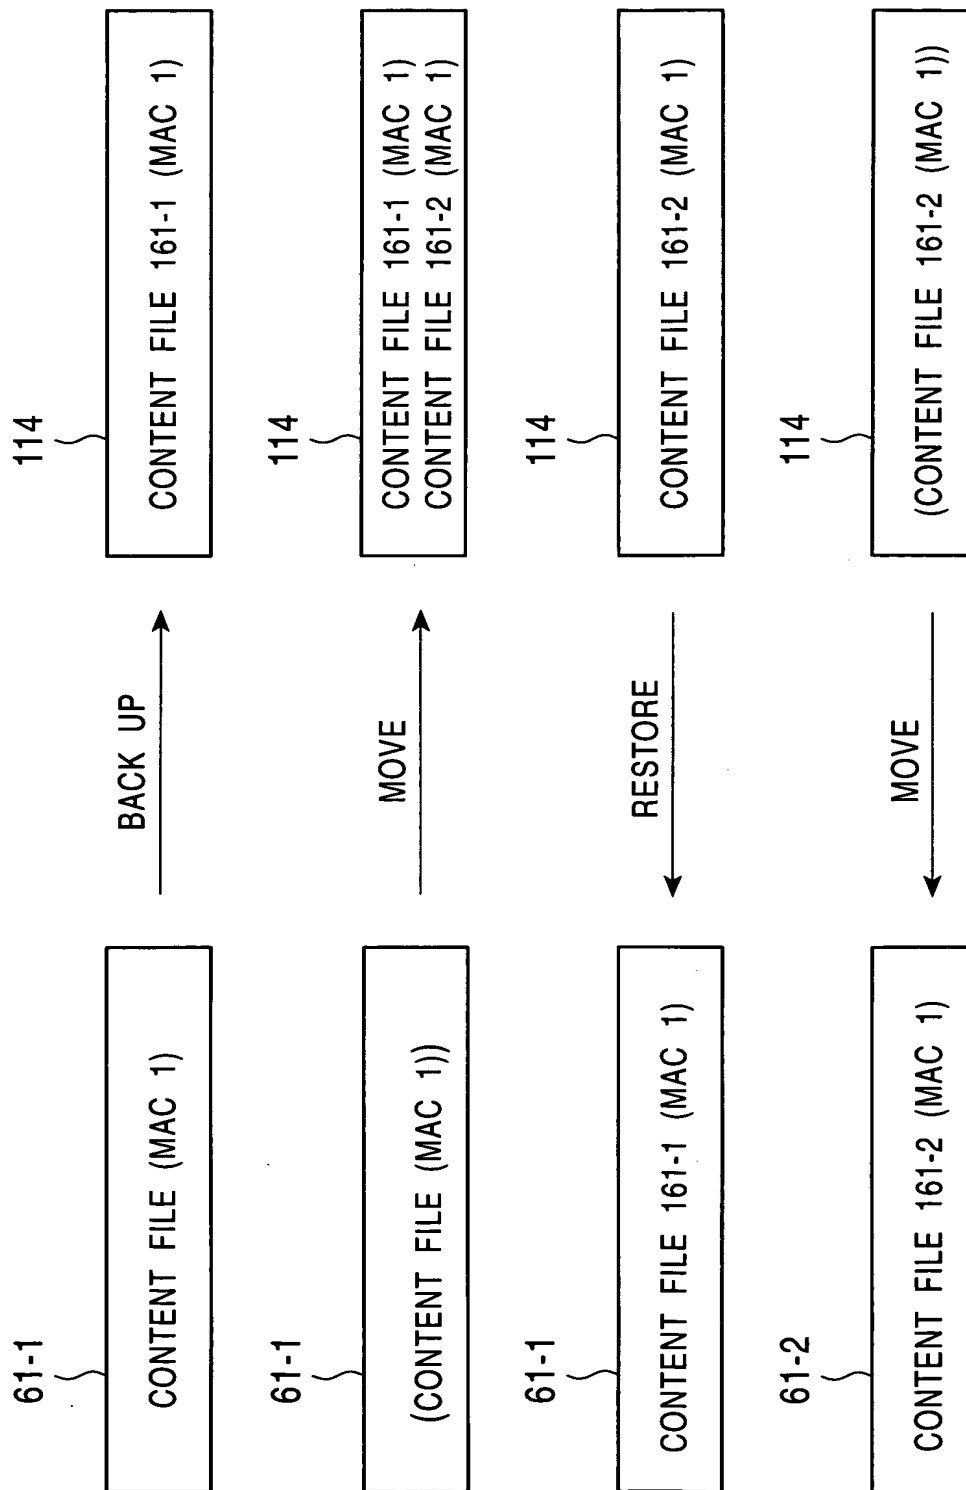 61-1
114
CONTENT FILE (MAC 1)
BACK UP
CONTENT FILE 161-1 (MAC 1)
61-1
114
(CONTENT FILE (MAC 1))
MOVE
CONTENT FILE 161-1 (MAC 1)
CONTENT FILE 161-2 (MAC 1)
61-1
114
CONTENT FILE 161-1 (MAC 1)
RESTORE
CONTENT FILE 161-2 (MAC 1)
61-2
114
CONTENT FILE 161-2 (MAC 1)
MOVE
(CONTENT FILE 161-2 (MAC 1))